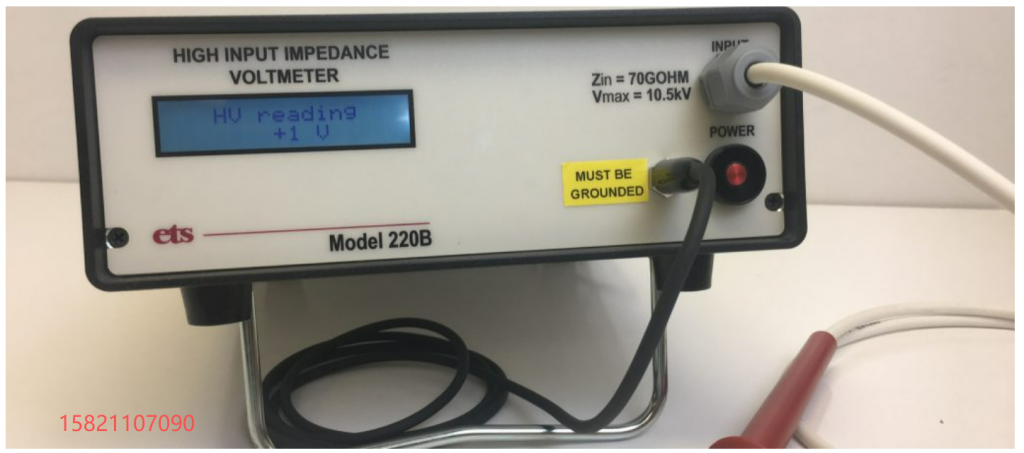 HIGH INPUT IMPEDANCE
VOLTMETER
HV reading
+1 V
INPUT
Zin = 70GOHM
Vmax = 10.5kV
POWER
MUST BE
GROUNDED
ets
Model 220B
15821107090